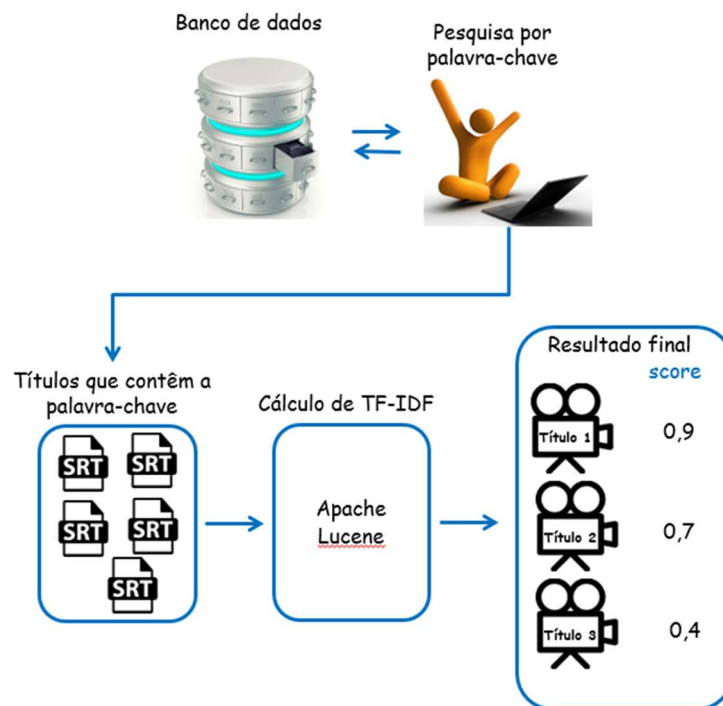 Banco de dados
Pesquisa por
palavra-chave
Títulos que contêm a
palavra-chave
SRT
SRT
SRT
SRT
SRT
Cálculo de TF-IDF
Apache
Lucene
Resultado final
score
Título 1
0,9
Título 2
0,7
Título 3
0,4